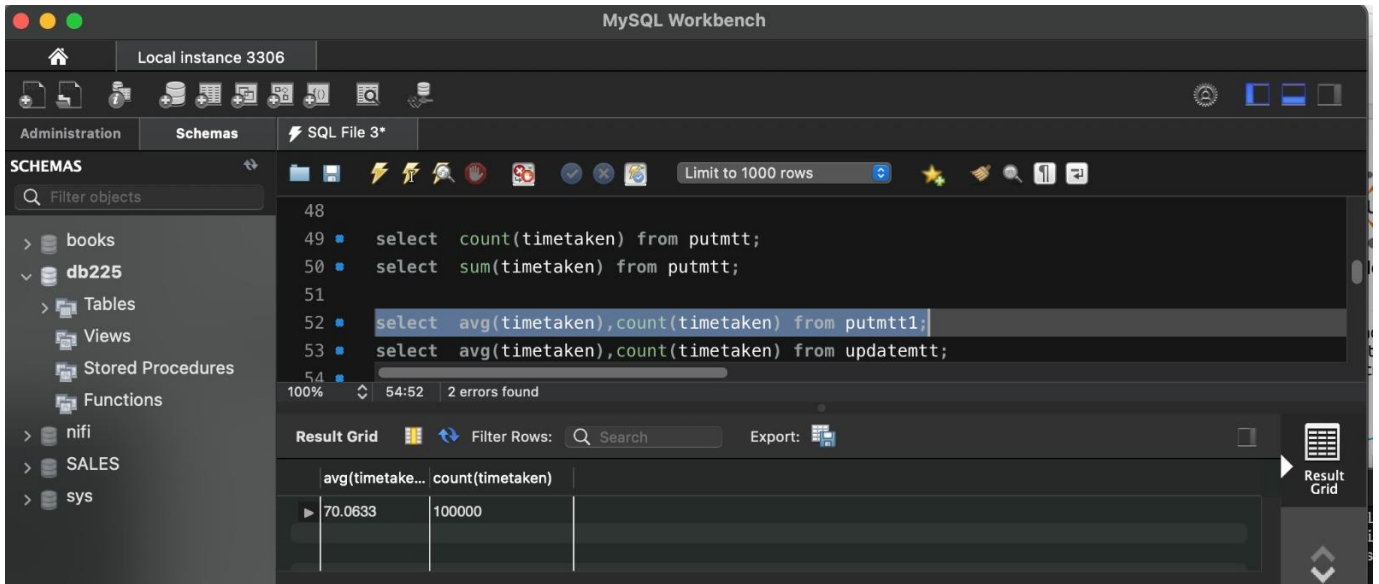 MySQL Workbench
Local instance 3306
Administration
Schemas
SQL File 3*
SCHEMAS
Filter objects
books
db225
Tables
Views
Stored Procedures
Functions
nifi
SALES
sys
Limit to 1000 rows
48
49 select count(timetaken) from putmtt;
50 select sum(timetaken) from putmtt;
51
52 select avg(timetaken),count(timetaken) from putmtt1;
53 select avg(timetaken),count(timetaken) from updatemtt;
54
100% 54:52 2 errors found
Result Grid Filter Rows: Search Export:
avg(timetake... count(timetaken)
70.0633 100000
Result
Grid